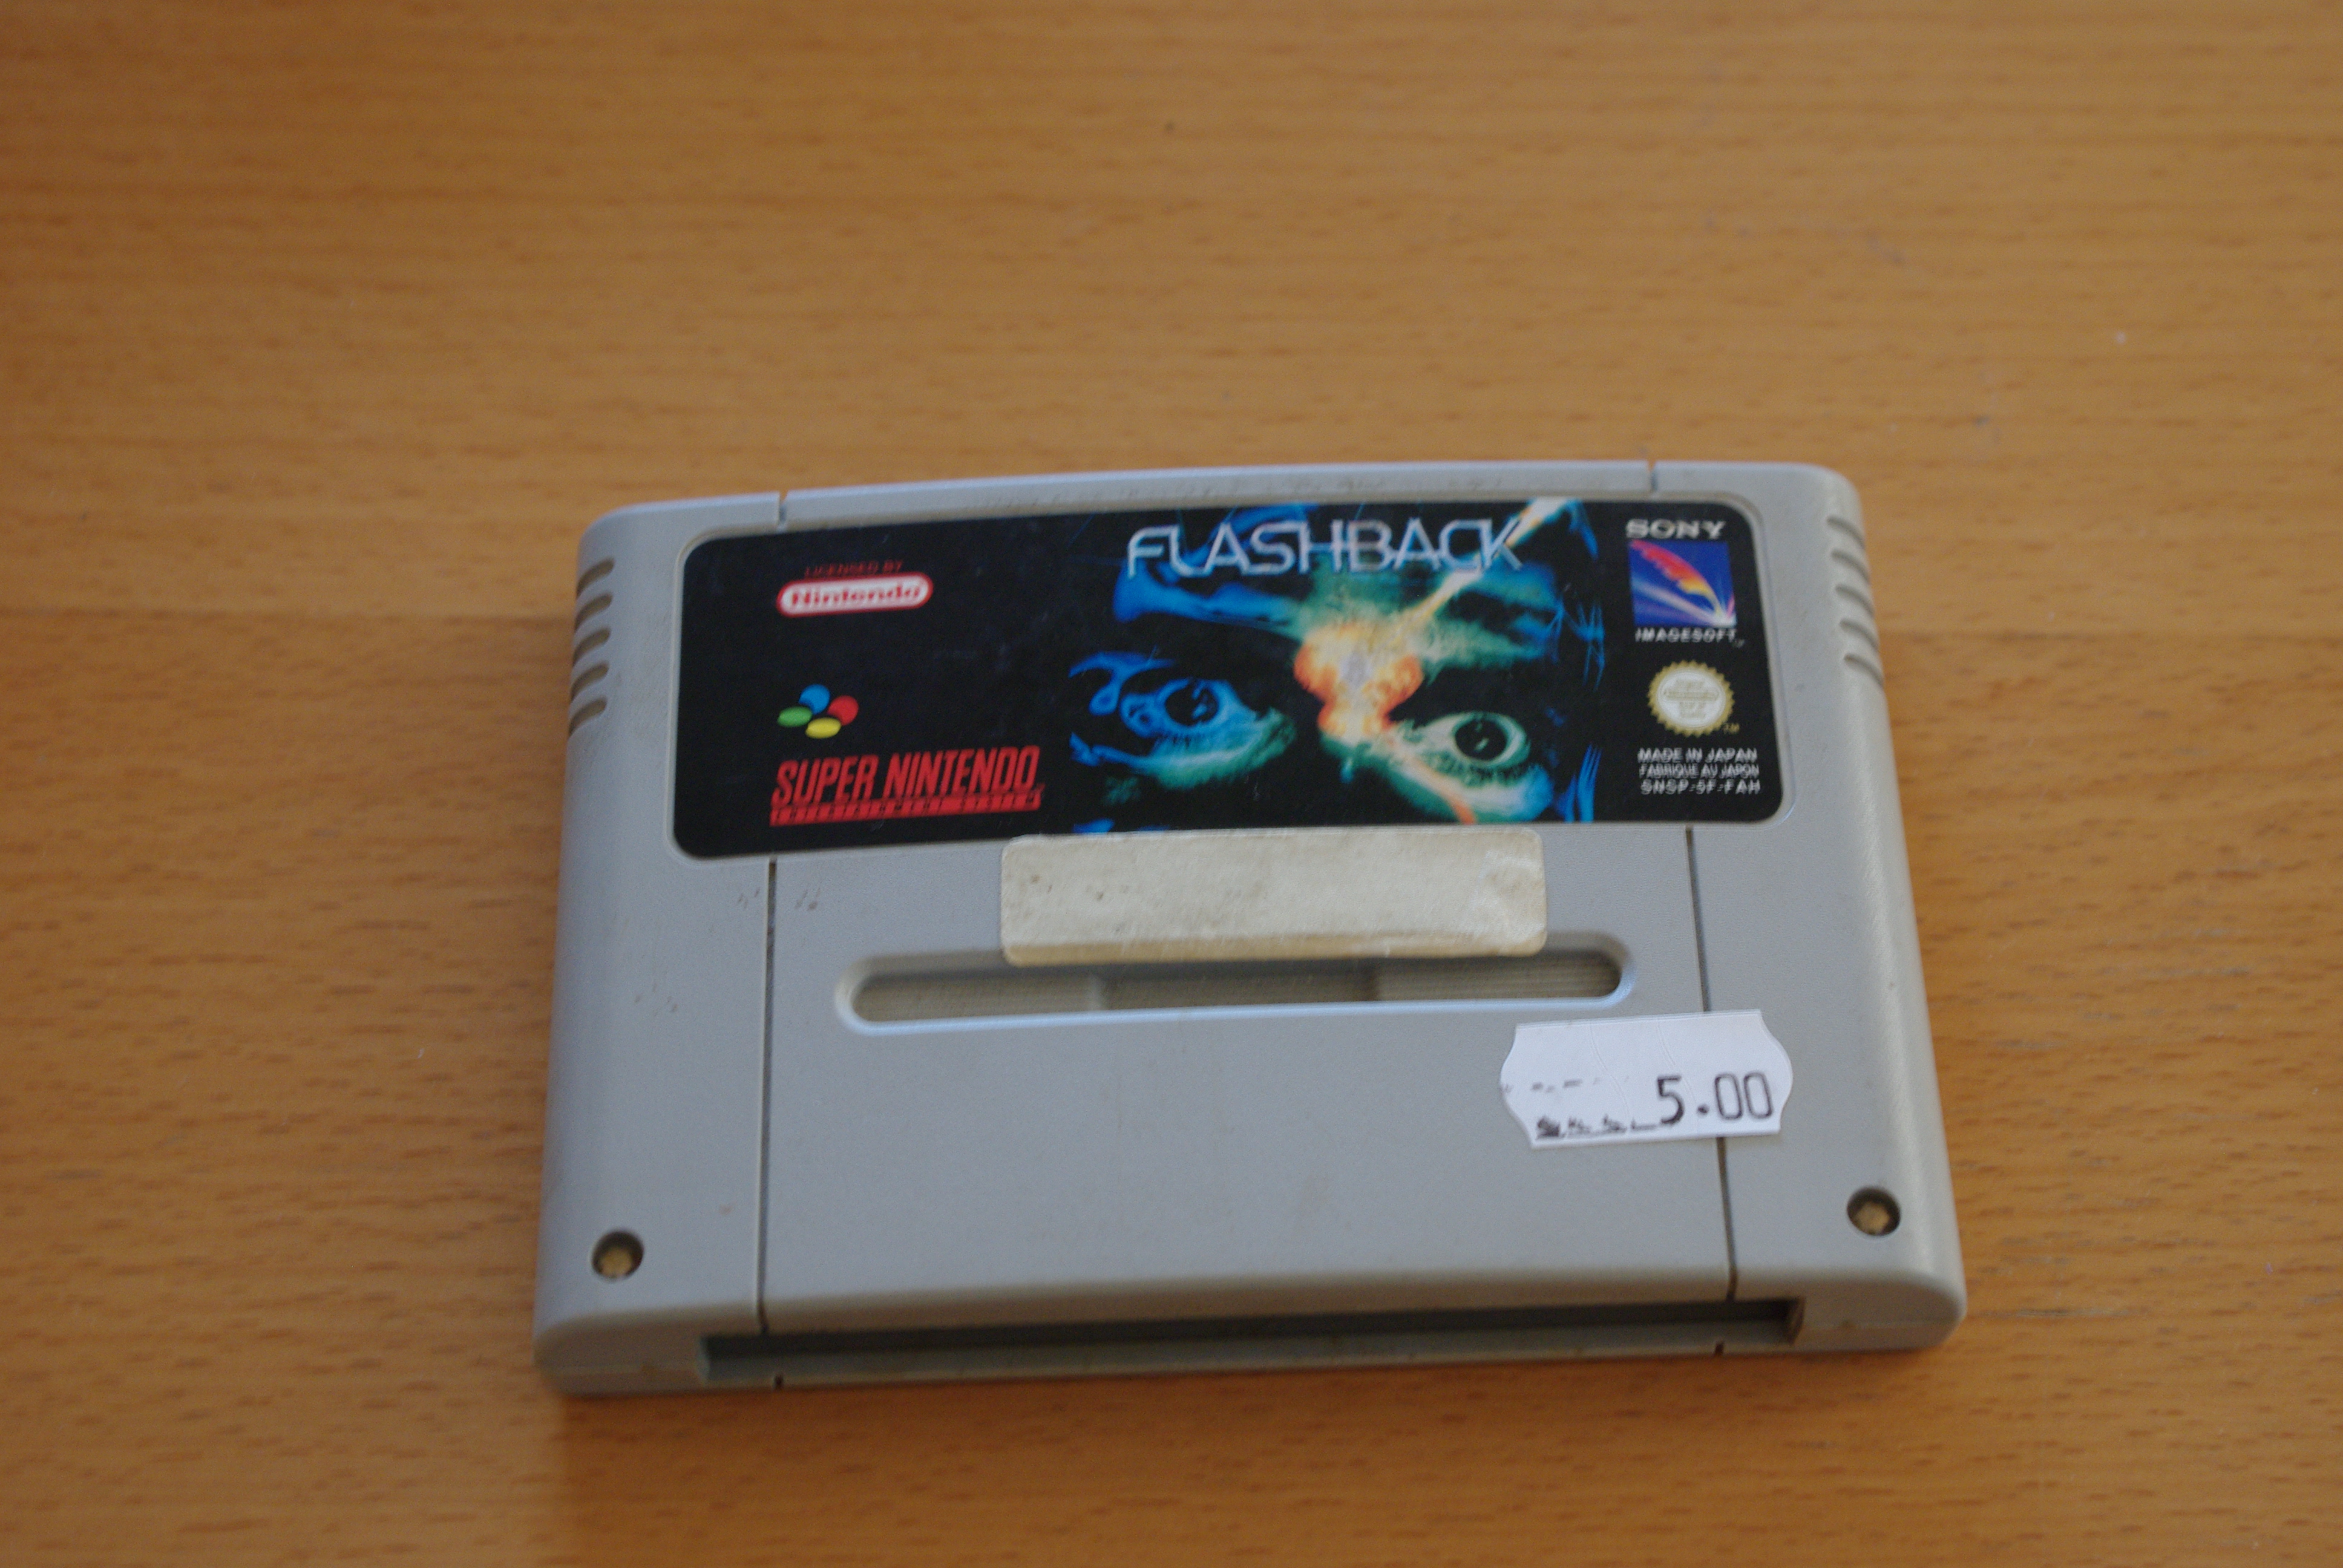 FLASHBACK
LICENSED BY
Nintendo
SUPER NINTENDO
ENTERTAINMENT SYSTEM
SONY
IMAGESOFT
MADE IN JAPAN
FABRIQUE AU JAPON
SNSP-SF-FAH
5.00